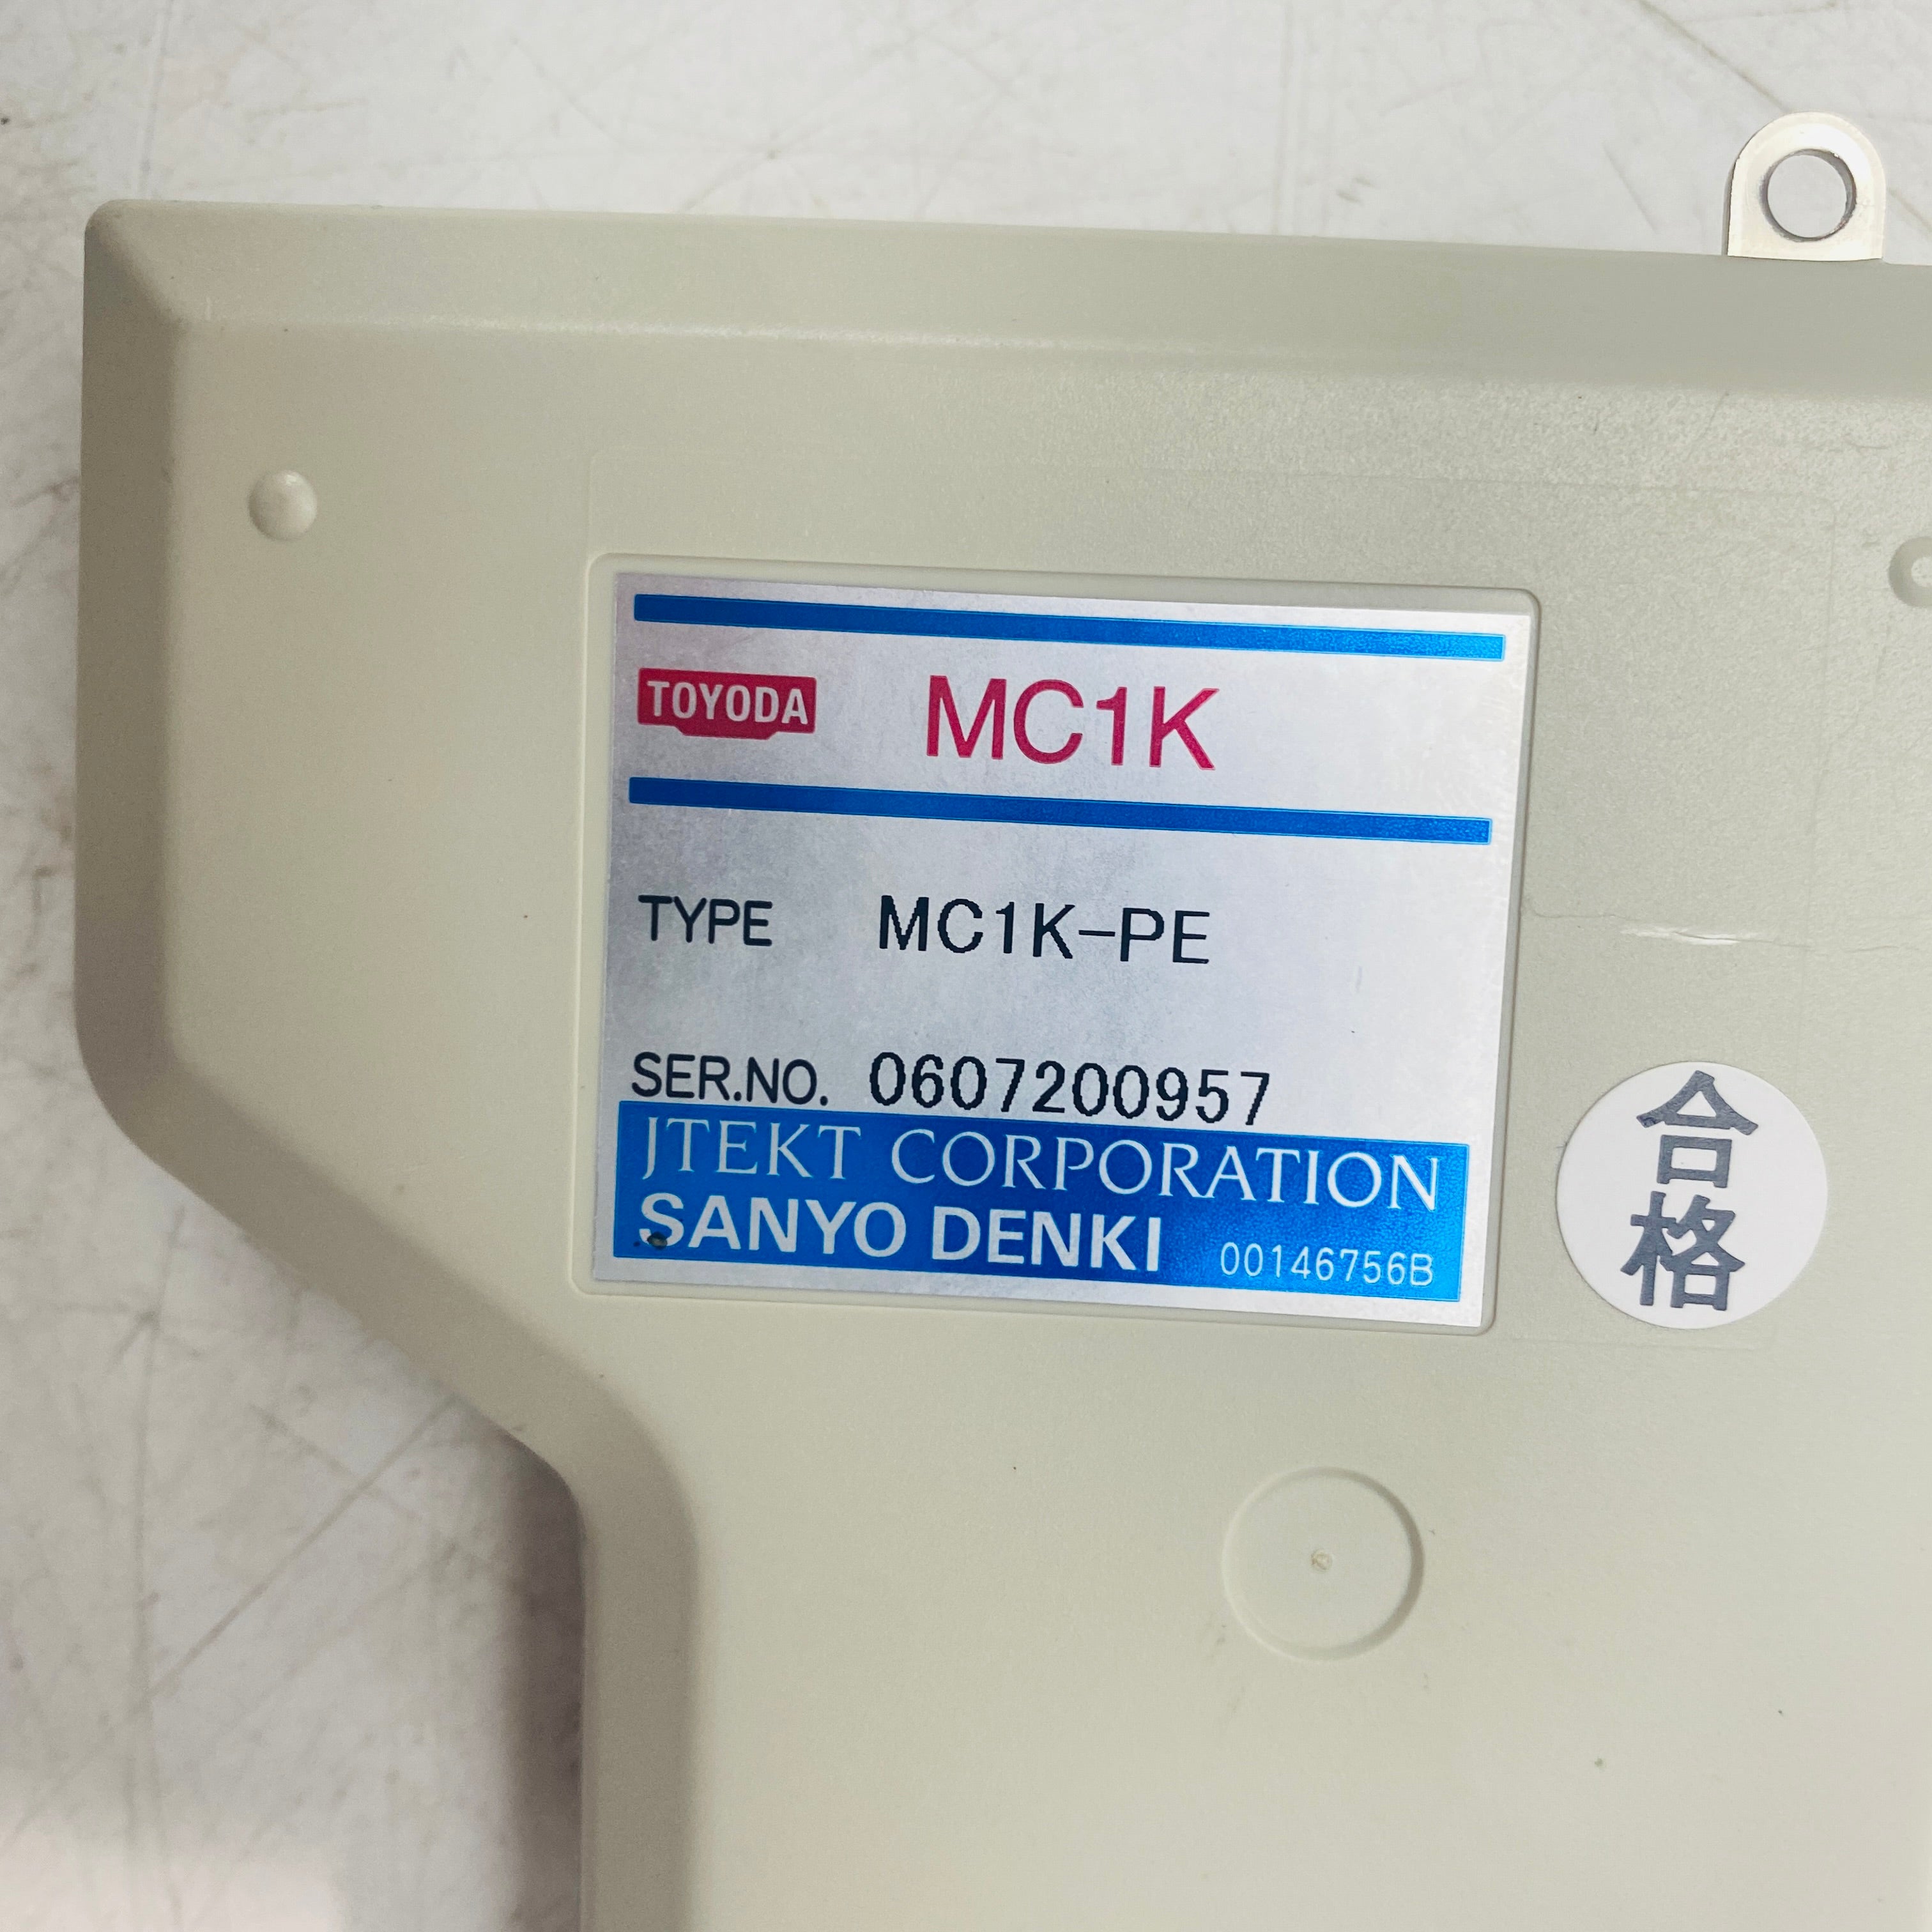 TOYODA MC1K
TYPE MC1K-PE
SER.NO. 0607200957
JTEKT CORPORATION
SANYO DENKI 00146756B
合格